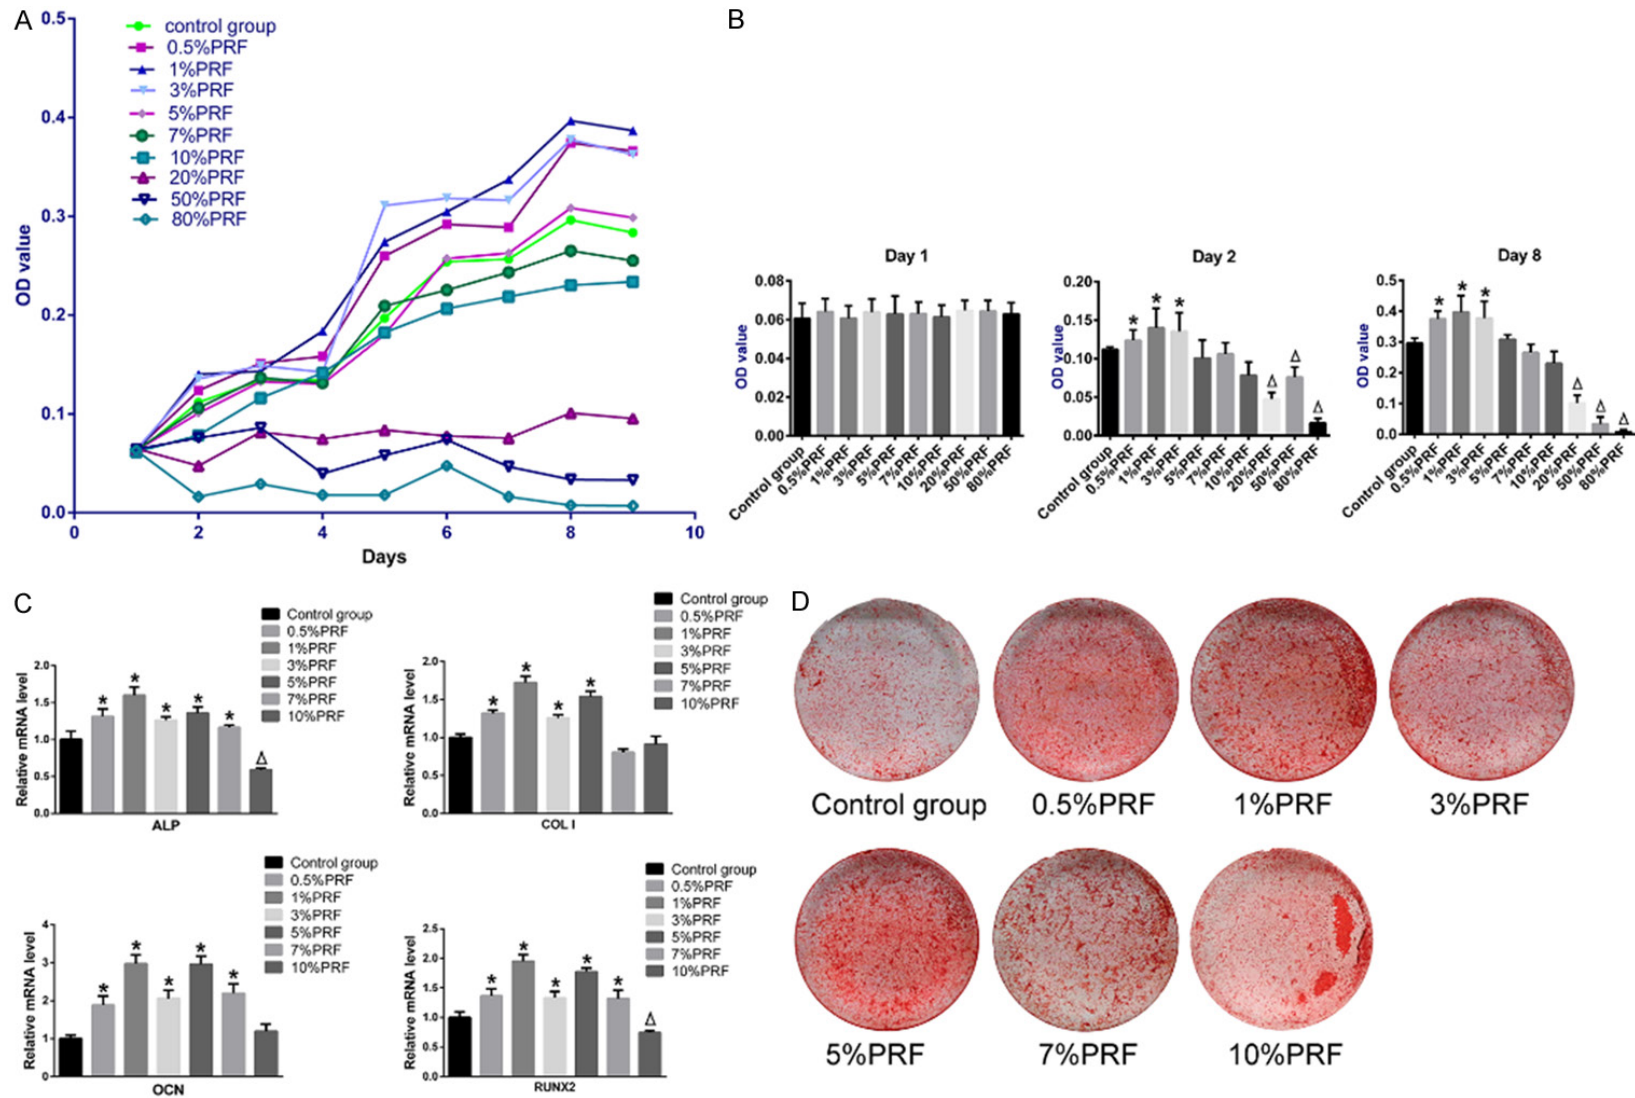 A
0.5
0.4
0.3
0.2
0.1
0.0
OD value
0
2
4
6
8
10
Days
control group
0.5%PRF
1%PRF
3%PRF
5%PRF
7%PRF
10%PRF
20%PRF
50%PRF
80%PRF
B
Day 1
0.08
0.06
0.04
0.02
0.00
OD value
Control group
0.5%PRF
1%PRF
3%PRF
5%PRF
7%PRF
10%PRF
20%PRF
50%PRF
80%PRF
Day 2
0.20
0.15
0.10
0.05
0.00
OD value
* * * Δ Δ Δ
Control group
0.5%PRF
1%PRF
3%PRF
5%PRF
7%PRF
10%PRF
20%PRF
50%PRF
80%PRF
Day 8
0.5
0.4
0.3
0.2
0.1
0.0
OD value
* * * Δ Δ Δ
Control group
0.5%PRF
1%PRF
3%PRF
5%PRF
7%PRF
10%PRF
20%PRF
50%PRF
80%PRF
C
Control group
0.5%PRF
1%PRF
3%PRF
5%PRF
7%PRF
10%PRF
2.0
1.5
1.0
0.5
0.0
Relative mRNA level
* * * * * Δ
ALP
Control group
0.5%PRF
1%PRF
3%PRF
5%PRF
7%PRF
10%PRF
2.0
1.5
1.0
0.5
0.0
Relative mRNA level
* * * *
COL I
Control group
0.5%PRF
1%PRF
3%PRF
5%PRF
7%PRF
10%PRF
4
3
2
1
0
Relative mRNA level
* * * * *
OCN
Control group
0.5%PRF
1%PRF
3%PRF
5%PRF
7%PRF
10%PRF
2.5
2.0
1.5
1.0
0.5
0.0
Relative mRNA level
* * * * * Δ
RUNX2
D
Control group
0.5%PRF
1%PRF
3%PRF
5%PRF
7%PRF
10%PRF